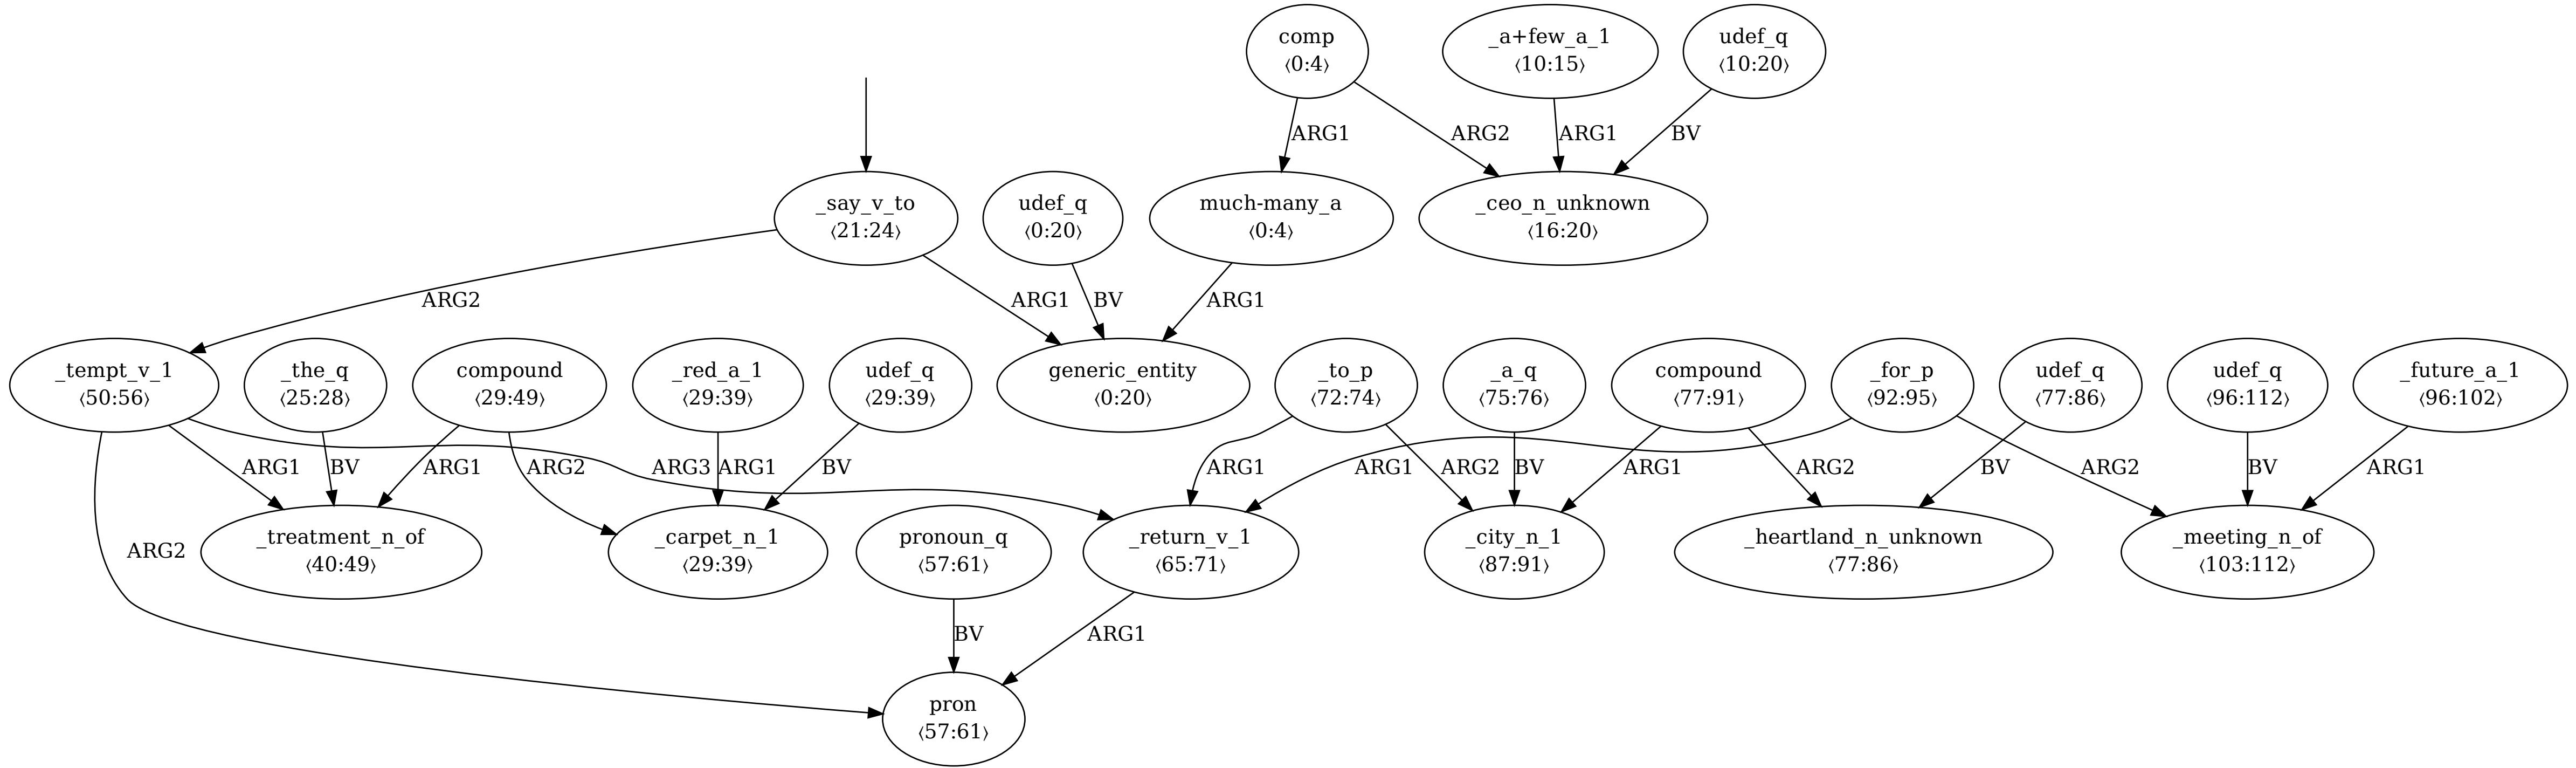 comp
⟨0:4⟩
_a+few_a_1
⟨10:15⟩
udef_q
⟨10:20⟩
ARG1
ARG2
ARG1
BV
_say_v_to
⟨21:24⟩
udef_q
⟨0:20⟩
much-many_a
⟨0:4⟩
_ceo_n_unknown
⟨16:20⟩
ARG2
ARG1
BV
ARG1
_tempt_v_1
⟨50:56⟩
_the_q
⟨25:28⟩
compound
⟨29:49⟩
_red_a_1
⟨29:39⟩
udef_q
⟨29:39⟩
generic_entity
⟨0:20⟩
_to_p
⟨72:74⟩
_a_q
⟨75:76⟩
compound
⟨77:91⟩
_for_p
⟨92:95⟩
udef_q
⟨77:86⟩
udef_q
⟨96:112⟩
_future_a_1
⟨96:102⟩
ARG1
BV
ARG1
ARG2
ARG3
ARG1
BV
ARG1
ARG1
ARG2
BV
ARG1
ARG2
BV
ARG2
BV
ARG1
ARG2
_treatment_n_of
⟨40:49⟩
_carpet_n_1
⟨29:39⟩
pronoun_q
⟨57:61⟩
_return_v_1
⟨65:71⟩
_city_n_1
⟨87:91⟩
_heartland_n_unknown
⟨77:86⟩
_meeting_n_of
⟨103:112⟩
BV
ARG1
pron
⟨57:61⟩